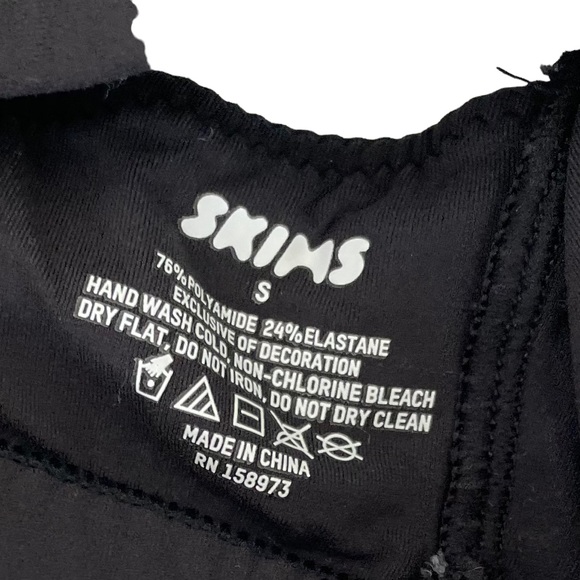 SKIMS
S
76% POLYAMIDE 24% ELASTANE
EXCLUSIVE OF DECORATION
HAND WASH COLD, NON-CHLORINE BLEACH
DRY FLAT, DO NOT IRON, DO NOT DRY CLEAN
MADE IN CHINA
RN 158973